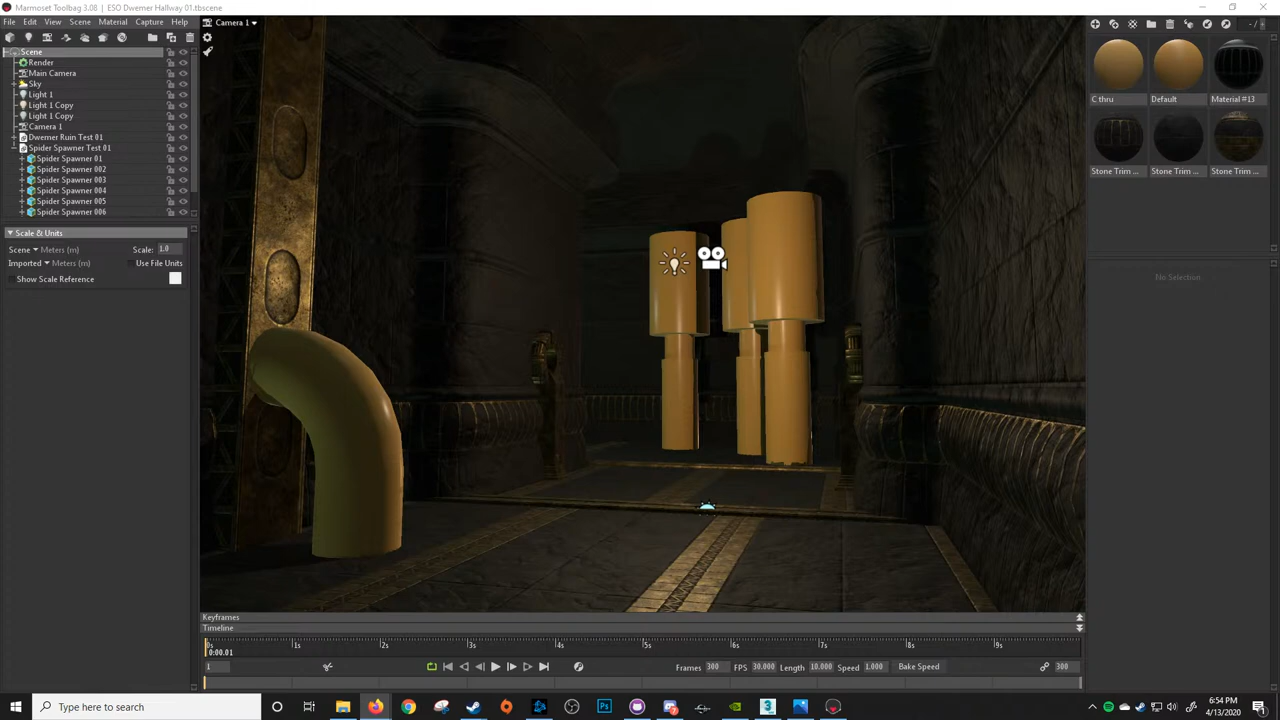 Marmoset Toolbag 3.08 | ESO Dwemer Hallway 01.tbscene
File Edit View Scene Material Capture Help
Camera 1
- / +
Scene
Render
Main Camera
Sky
Light 1
Light 1 Copy
Light 1 Copy
Camera 1
Dwemer Ruin Test 01
Spider Spawner Test 01
Spider Spawner 01
Spider Spawner 002
Spider Spawner 003
Spider Spawner 004
Spider Spawner 005
Spider Spawner 006
Scale & Units
Scene Meters (m) Scale: 1.0
Imported Meters (m) Use File Units
Show Scale Reference
C thru Default Material #13
Stone Trim ... Stone Trim ... Stone Trim ...
No Selection
Keyframes
Timeline
0s 1s 2s 3s 4s 5s 6s 7s 8s 9s
0:00.01
1 Frames 300 FPS 30.000 Length 10.000 Speed 1.000 Bake Speed 300
Type here to search
6:54 PM
4/13/2020